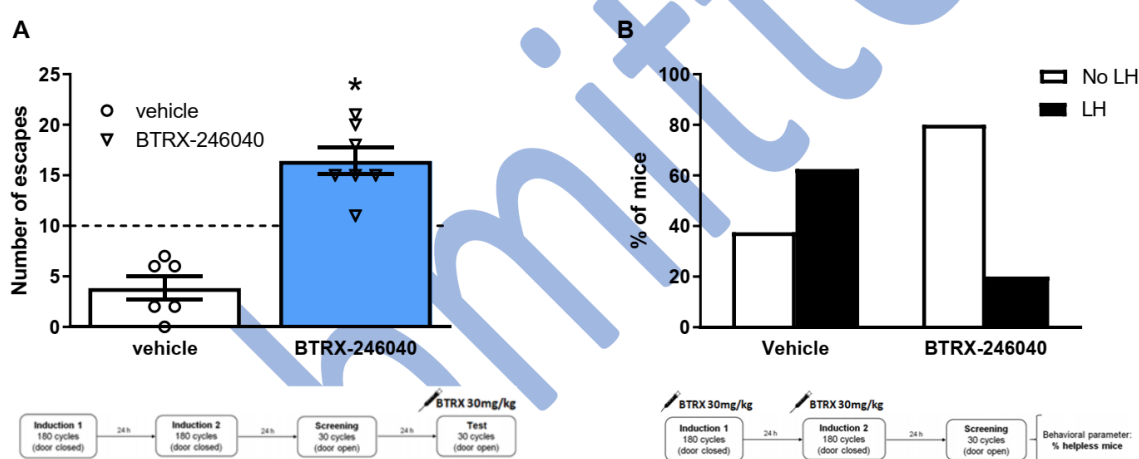 A
25
20
15
10
5
0
Number of escapes
vehicle
BTRX-246040
*
vehicle
BTRX-246040
BTRX 30mg/kg
Induction 1
180 cycles
(door closed)
24 h
Induction 2
180 cycles
(door closed)
24 h
Screening
30 cycles
(door open)
24 h
Test
30 cycles
(door open)
B
100
80
60
40
20
0
% of mice
No LH
LH
Vehicle
BTRX-246040
BTRX 30mg/kg
BTRX 30mg/kg
Induction 1
180 cycles
(door closed)
24 h
Induction 2
180 cycles
(door closed)
24 h
Screening
30 cycles
(door open)
Behavioral parameter:
% helpless mice